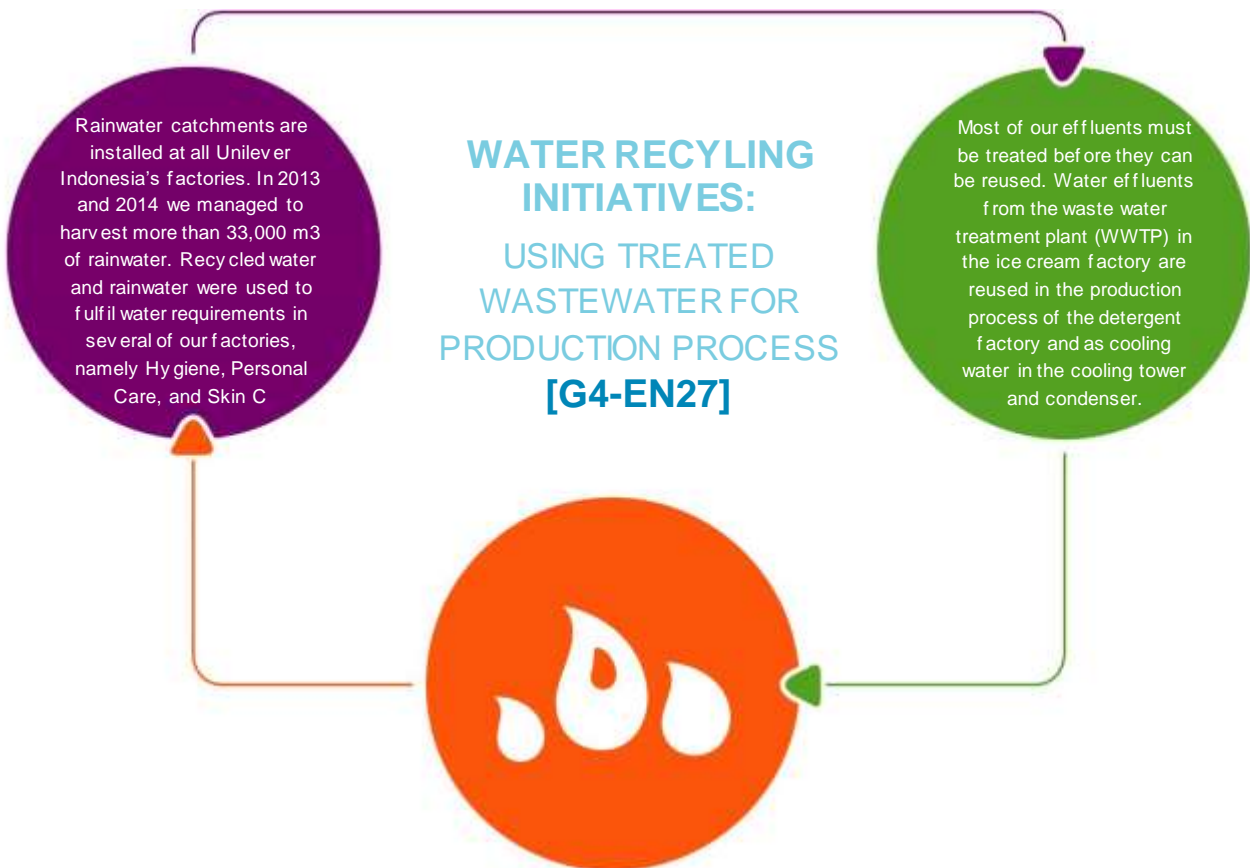 Rainwater catchments are
installed at all Unilever
Indonesia's factories. In 2013
and 2014 we managed to
harvest more than 33,000 m3
of rainwater. Recycled water
and rainwater were used to
fulfil water requirements in
several of our factories,
namely Hygiene, Personal
Care, and Skin C
WATER RECYLING
INITIATIVES:
USING TREATED
WASTEWATER FOR
PRODUCTION PROCESS
[G4-EN27]
Most of our effluents must
be treated before they can
be reused. Water effluents
from the waste water
treatment plant (WWTP) in
the ice cream factory are
reused in the production
process of the detergent
factory and as cooling
water in the cooling tower
and condenser.